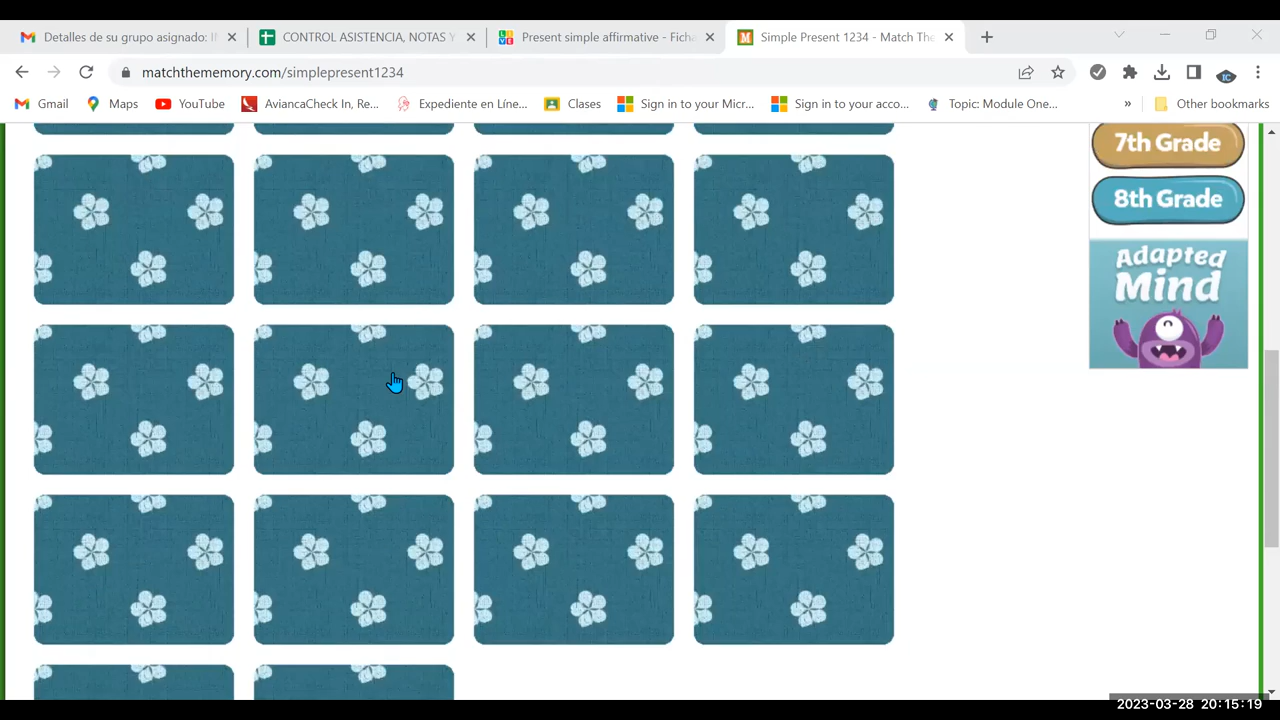 Detalles de su grupo asignado: If
CONTROL ASISTENCIA, NOTAS Y
Present simple affirmative - Ficha
Simple Present 1234 - Match The
matchthememory.com/simplepresent1234
IC
Gmail
Maps
YouTube
AviancaCheck In, Re...
Expediente en Líne...
Clases
Sign in to your Micr...
Sign in to your acco...
Topic: Module One...
»
Other bookmarks
7th Grade
8th Grade
Adapted
Mind
2023-03-28 20:15:19